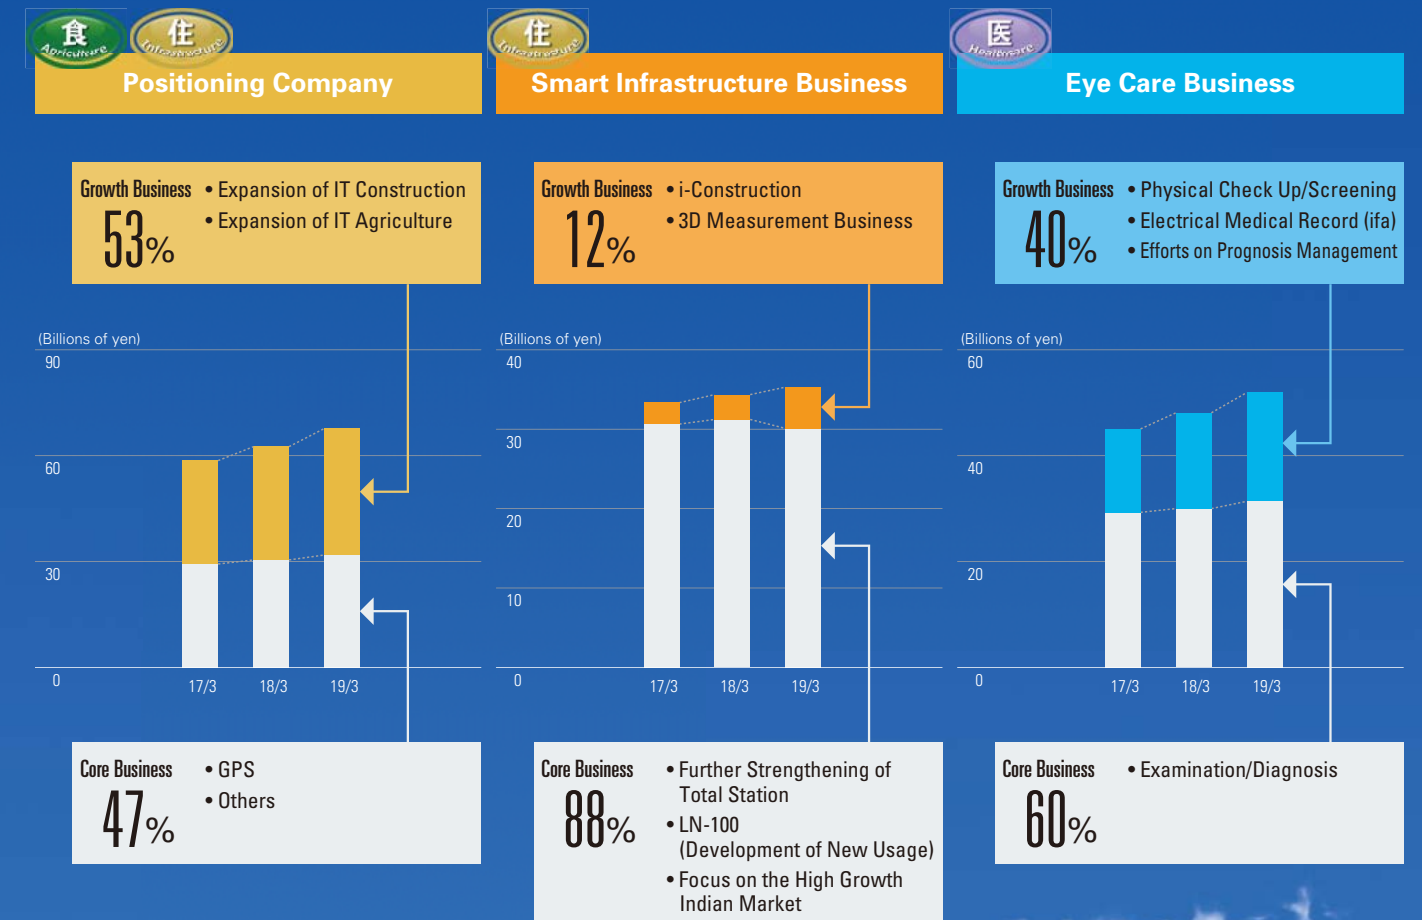 食
Agriculture
住
Infrastructure
Positioning Company
Growth Business
53%
• Expansion of IT Construction
• Expansion of IT Agriculture
(Billions of yen)
90
60
30
0
17/3 18/3 19/3
Core Business
47%
• GPS
• Others
住
Infrastructure
Smart Infrastructure Business
Growth Business
12%
• i-Construction
• 3D Measurement Business
(Billions of yen)
40
30
20
10
0
17/3 18/3 19/3
Core Business
88%
• Further Strengthening of
Total Station
• LN-100
(Development of New Usage)
• Focus on the High Growth
Indian Market
医
Healthcare
Eye Care Business
Growth Business
40%
• Physical Check Up/Screening
• Electrical Medical Record (ifa)
• Efforts on Prognosis Management
(Billions of yen)
60
40
20
0
17/3 18/3 19/3
Core Business
60%
• Examination/Diagnosis